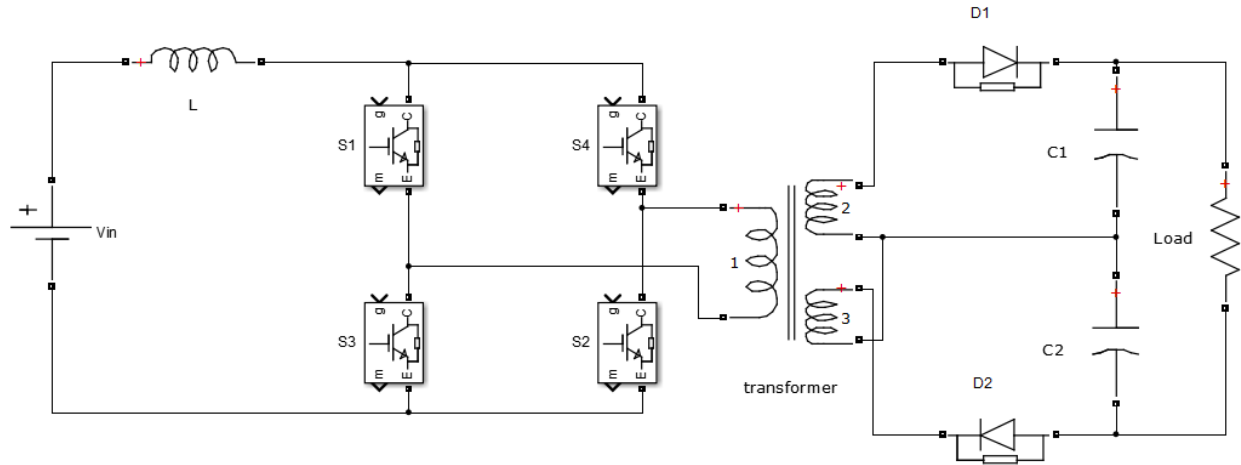 D1
L
g C
S1
m E
g C
S4
m E
C1
+
Vin
2
Load
1
g C
S3
m E
g C
S2
m E
3
C2
transformer
D2